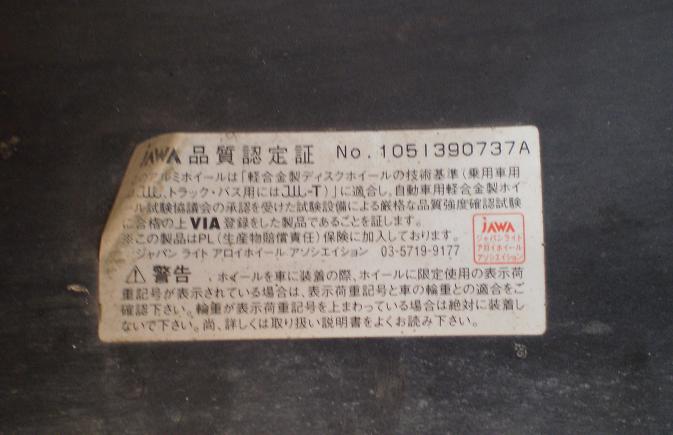 JAWA 品質認定証 No.1051390737A
のアルミホイールは「軽合金製ディスクホイールの技術基準(乗用車用
JWL、トラック・バス用にはJWL-T)」に適合し、自動車用軽合金製ホイ
ール試験協議会の承認を受けた試験設備による厳格な品質強度確認試験
に合格の上VIA登録をした製品であることを証します。
※この製品はPL(生産物賠償責任)保険に加入しております。
ジャパン ライト アロイホイール アソシエイション 03-5719-9177
JAWA
ジャパンライト
アロイホイール
アソシエイション
⚠警告 . ホイールを車に装着の際、ホイールに限定使用の表示荷
重記号が表示されている場合は、表示荷重記号と車の輪重との適合をご
確認下さい。輪重が表示荷重記号を上まわっている場合は絶対に装着し
ないで下さい。尚、詳しくは取り扱い説明書をよくお読み下さい。